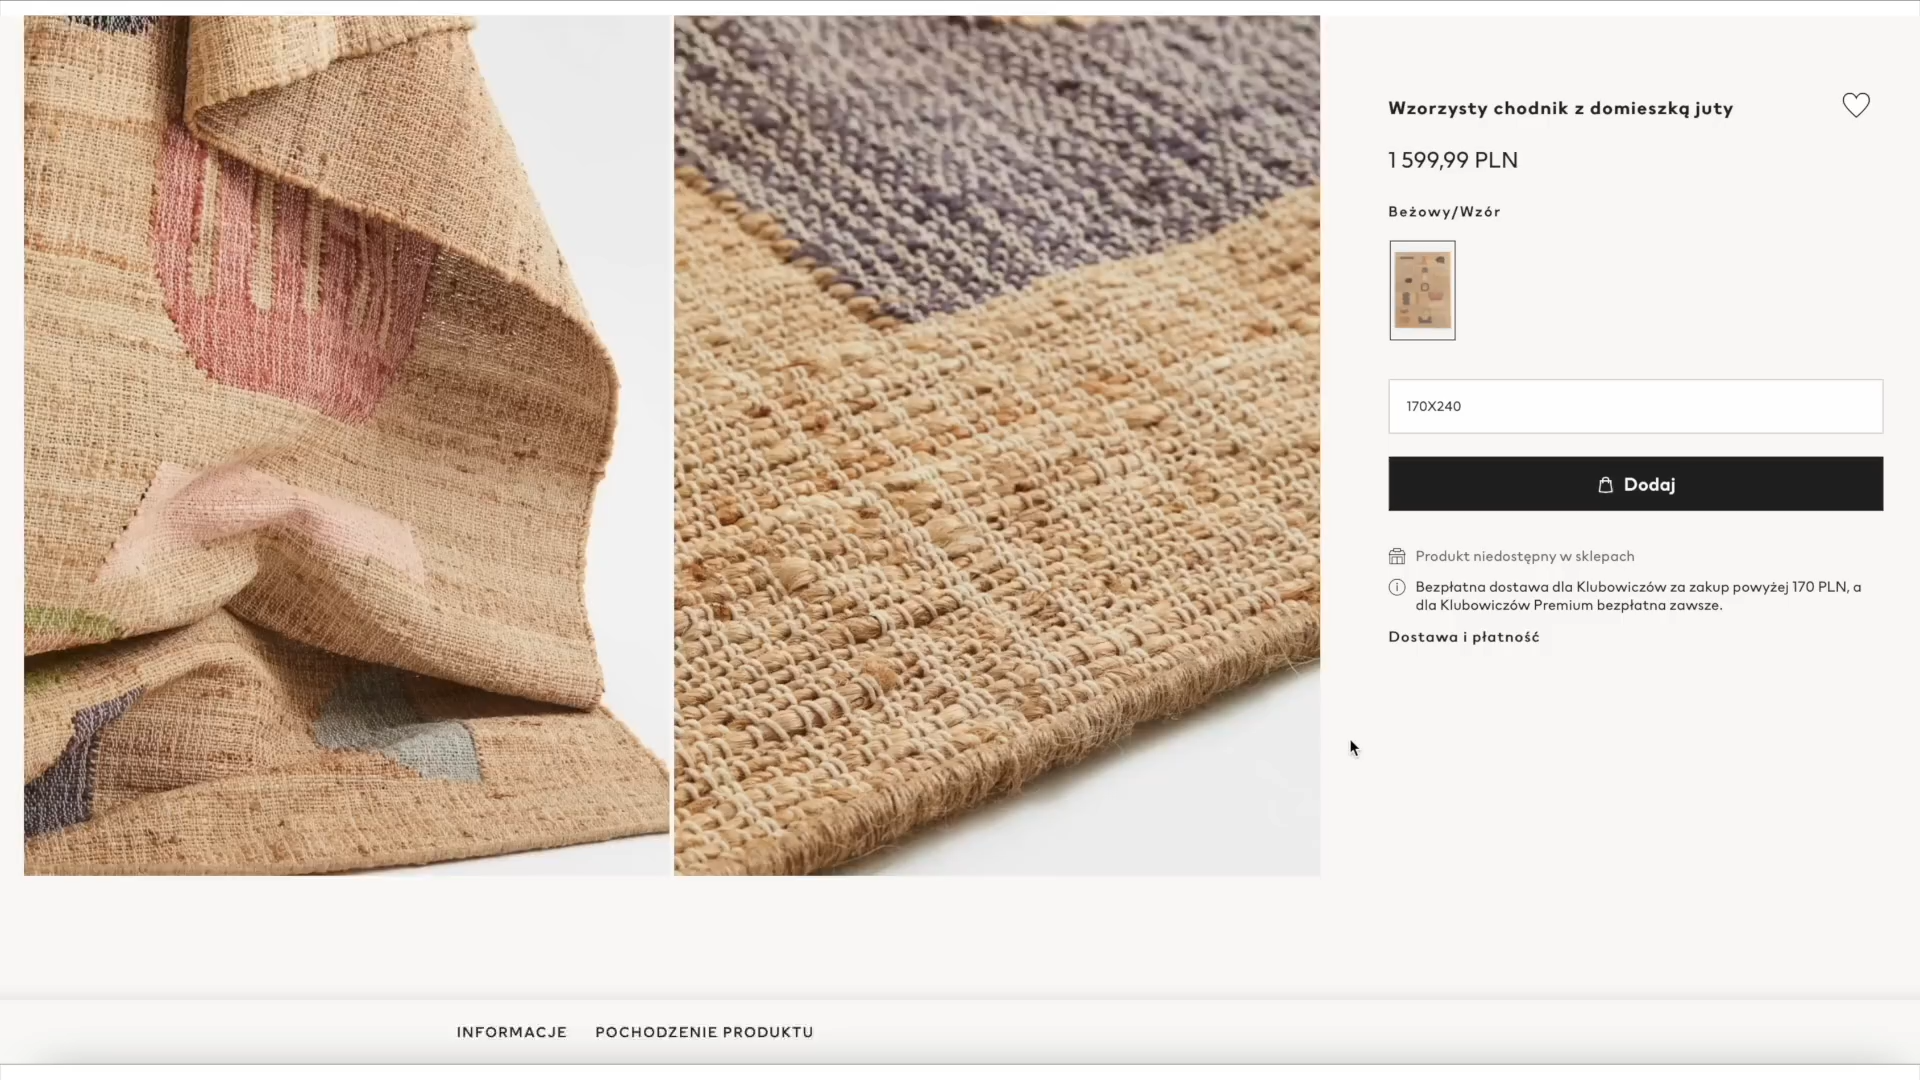 Wzorzysty chodnik z domieszką juty
1 599,99 PLN
Beżowy/Wzór
170X240
Dodaj
Produkt niedostępny w sklepach
Bezpłatna dostawa dla Klubowiczów za zakup powyżej 170 PLN, a
dla Klubowiczów Premium bezpłatna zawsze.
Dostawa i płatność
INFORMACJE
POCHODZENIE PRODUKTU